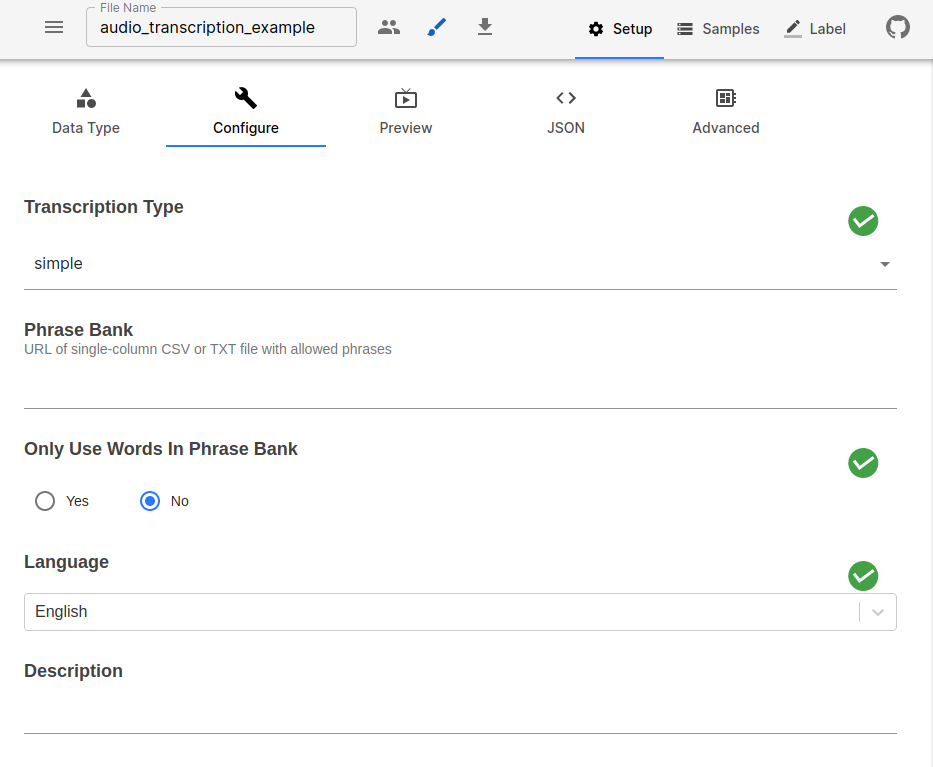 File Name
audio_transcription_example
Setup
Samples
Label
Data Type
Configure
Preview
JSON
Advanced
Transcription Type
simple
Phrase Bank
URL of single-column CSV or TXT file with allowed phrases
Only Use Words In Phrase Bank
Yes
No
Language
English
Description